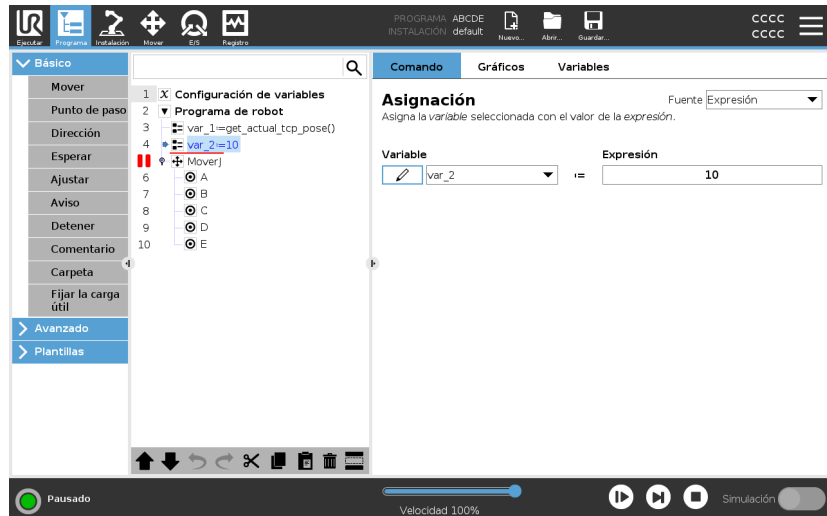 UR
Ejecutar
Programa
Instalación
Mover
E/S
Registro
PROGRAMA ABCDE
INSTALACIÓN default
Nuevo...
Abrir...
Guardar...
CCCC
CCCC
Básico
Mover
Punto de paso
Dirección
Esperar
Ajustar
Aviso
Detener
Comentario
Carpeta
Fijar la carga
útil
Avanzado
Plantillas
1 X Configuración de variables
2 Programa de robot
3 var_1:=get_actual_tcp_pose()
4 var_2:=10
MoverJ
6 A
7 B
8 C
9 D
10 E
Comando Gráficos Variables
Asignación
Fuente Expresión
Asigna la variable seleccionada con el valor de la expresión.
Variable Expresión
var_2 := 10
Pausado
Velocidad 100%
Simulación